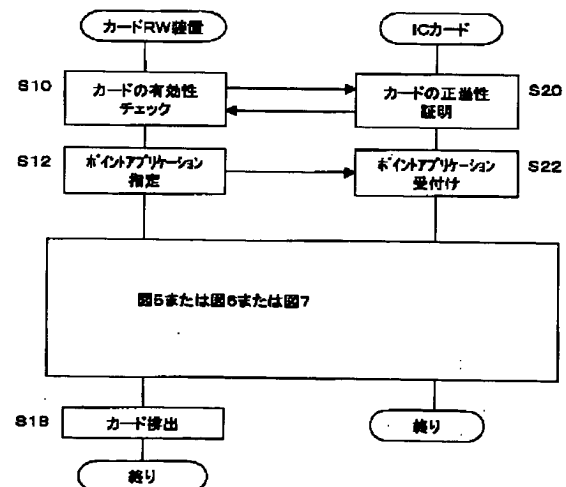 カードRW装置
ICカード
S10
カードの有効性
チェック
カードの正当性
証明
S20
S12
ポイントアプリケーション
指定
ポイントアプリケーション
受付け
S22
図5または図6または図7
S18
カード排出
終り
終り